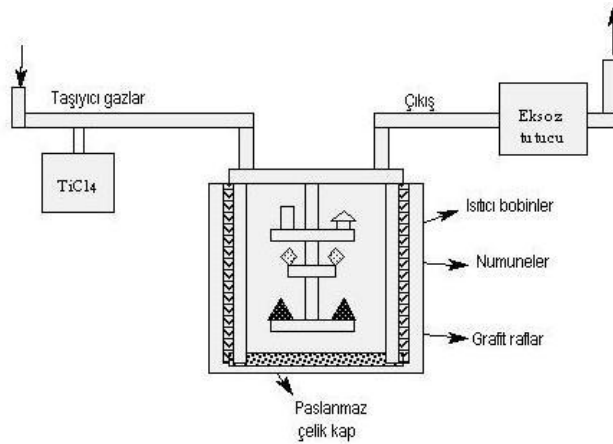 Taşıyıcı gazlar
Çıkış
Eksoz
tutucu
TiCl4
Isıtıcı bobinler
Numuneler
Grafit raflar
Paslanmaz
çelik kap